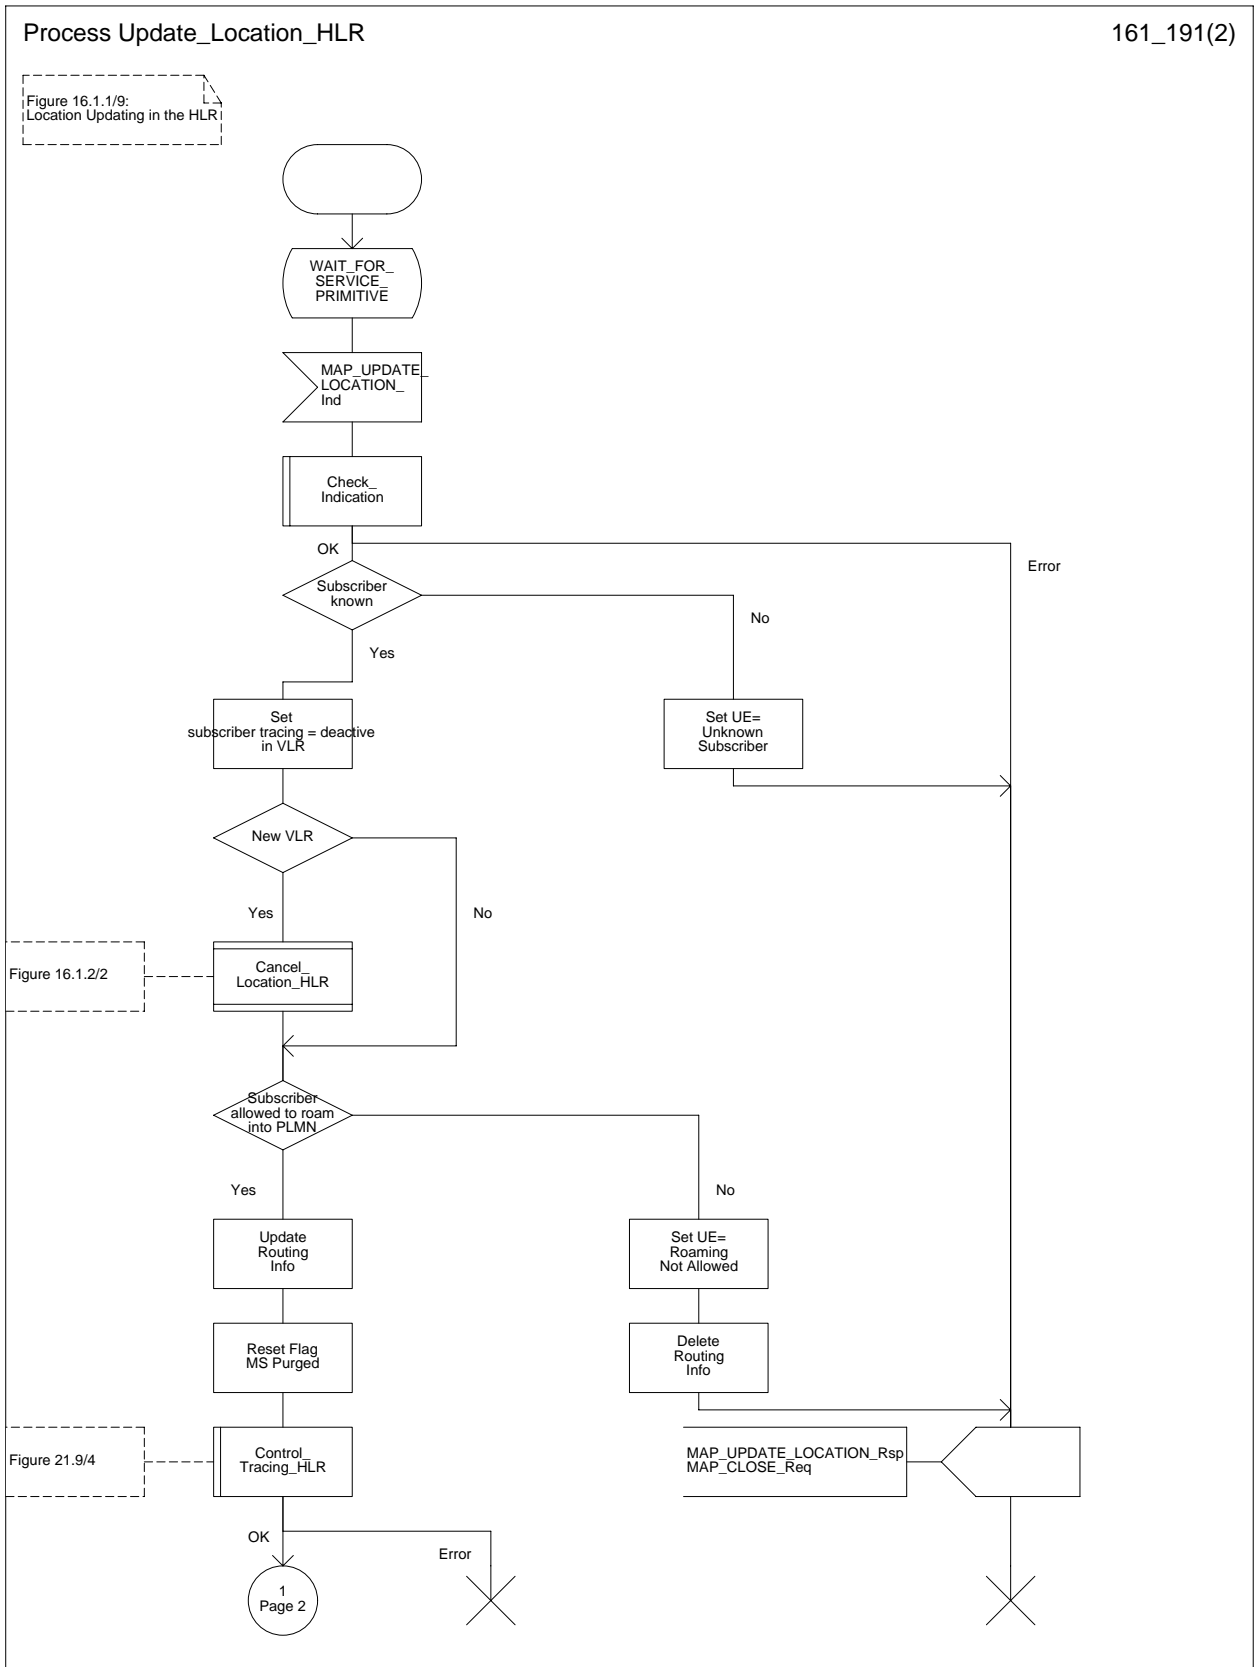 Process Update_Location_HLR
161_191(2)
Figure 16.1.1/9:
Location Updating in the HLR
WAIT_FOR_
SERVICE_
PRIMITIVE
MAP_UPDATE_
LOCATION_
Ind
Check_
Indication
OK
Error
Subscriber
known
No
Yes
Set
subscriber tracing = deactive
in VLR
Set UE=
Unknown
Subscriber
New VLR
Yes
No
Figure 16.1.2/2
Cancel_
Location_HLR
Subscriber
allowed to roam
into PLMN
Yes
No
Update
Routing
Info
Set UE=
Roaming
Not Allowed
Reset Flag
MS Purged
Delete
Routing
Info
Figure 21.9/4
Control_
Tracing_HLR
MAP_UPDATE_LOCATION_Rsp
MAP_CLOSE_Req
OK
Error
1
Page 2